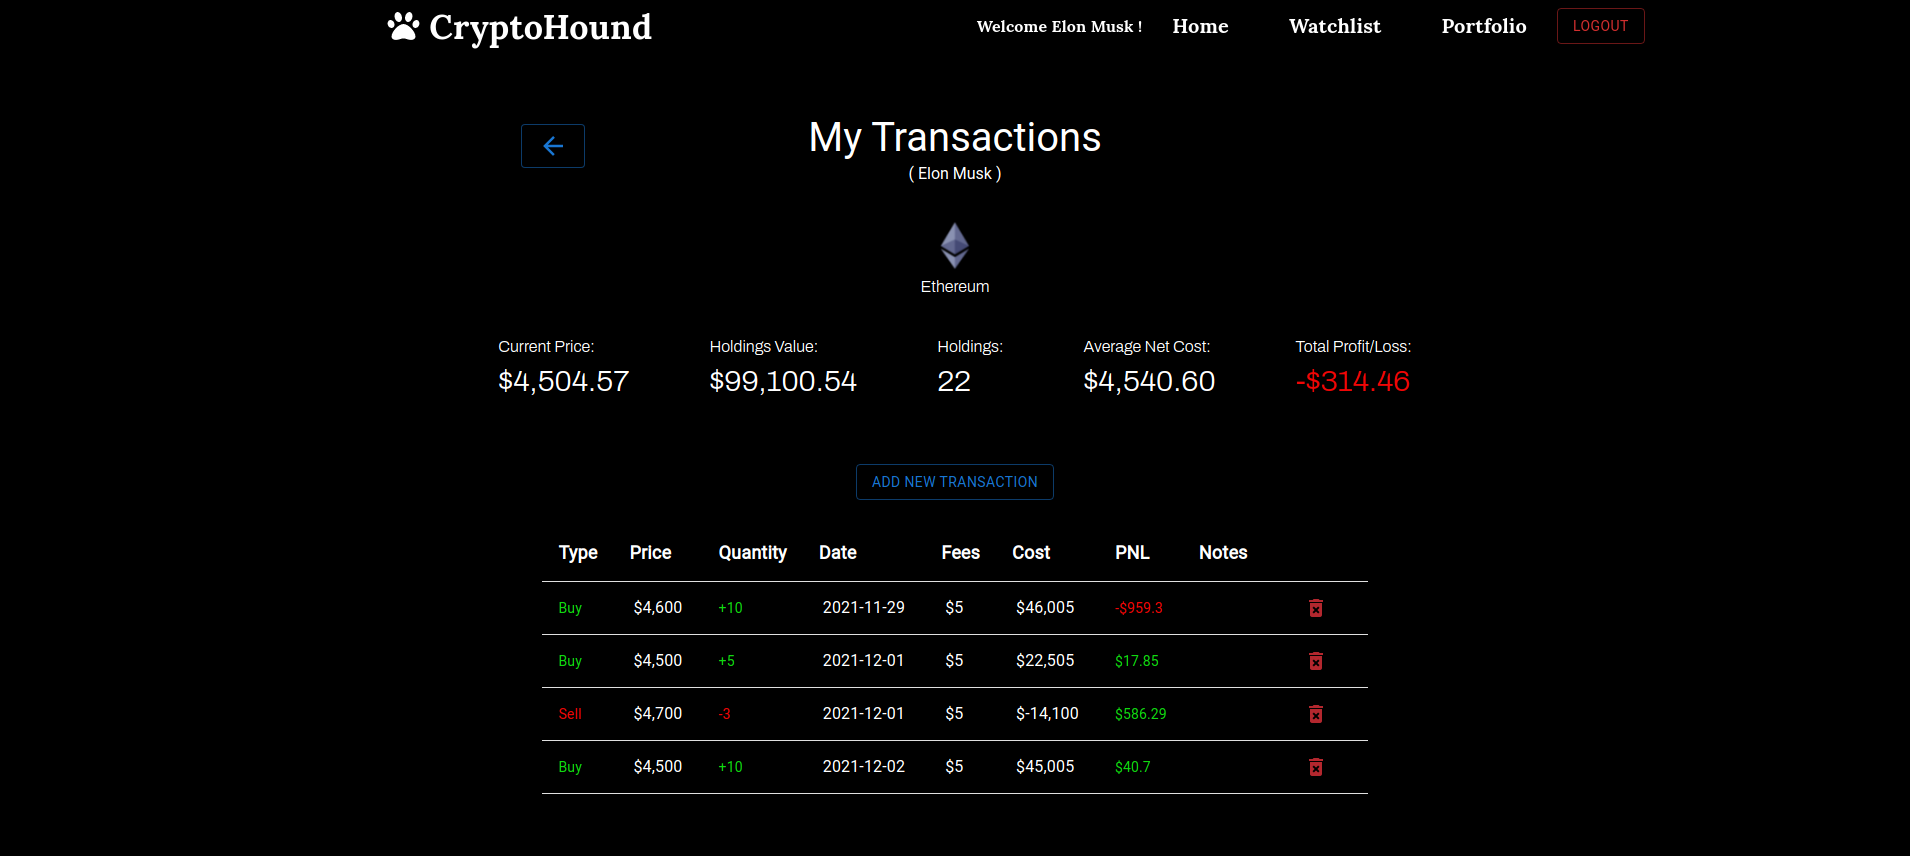 CryptoHound
Welcome Elon Musk ! Home Watchlist Portfolio LOGOUT
My Transactions
( Elon Musk )
Ethereum
Current Price: Holdings Value: Holdings: Average Net Cost: Total Profit/Loss:
$4,504.57 $99,100.54 22 $4,540.60 -$314.46
ADD NEW TRANSACTION
Type Price Quantity Date Fees Cost PNL Notes
Buy $4,600 +10 2021-11-29 $5 $46,005 -$959.3
Buy $4,500 +5 2021-12-01 $5 $22,505 $17.85
Sell $4,700 -3 2021-12-01 $5 $-14,100 $586.29
Buy $4,500 +10 2021-12-02 $5 $45,005 $40.7